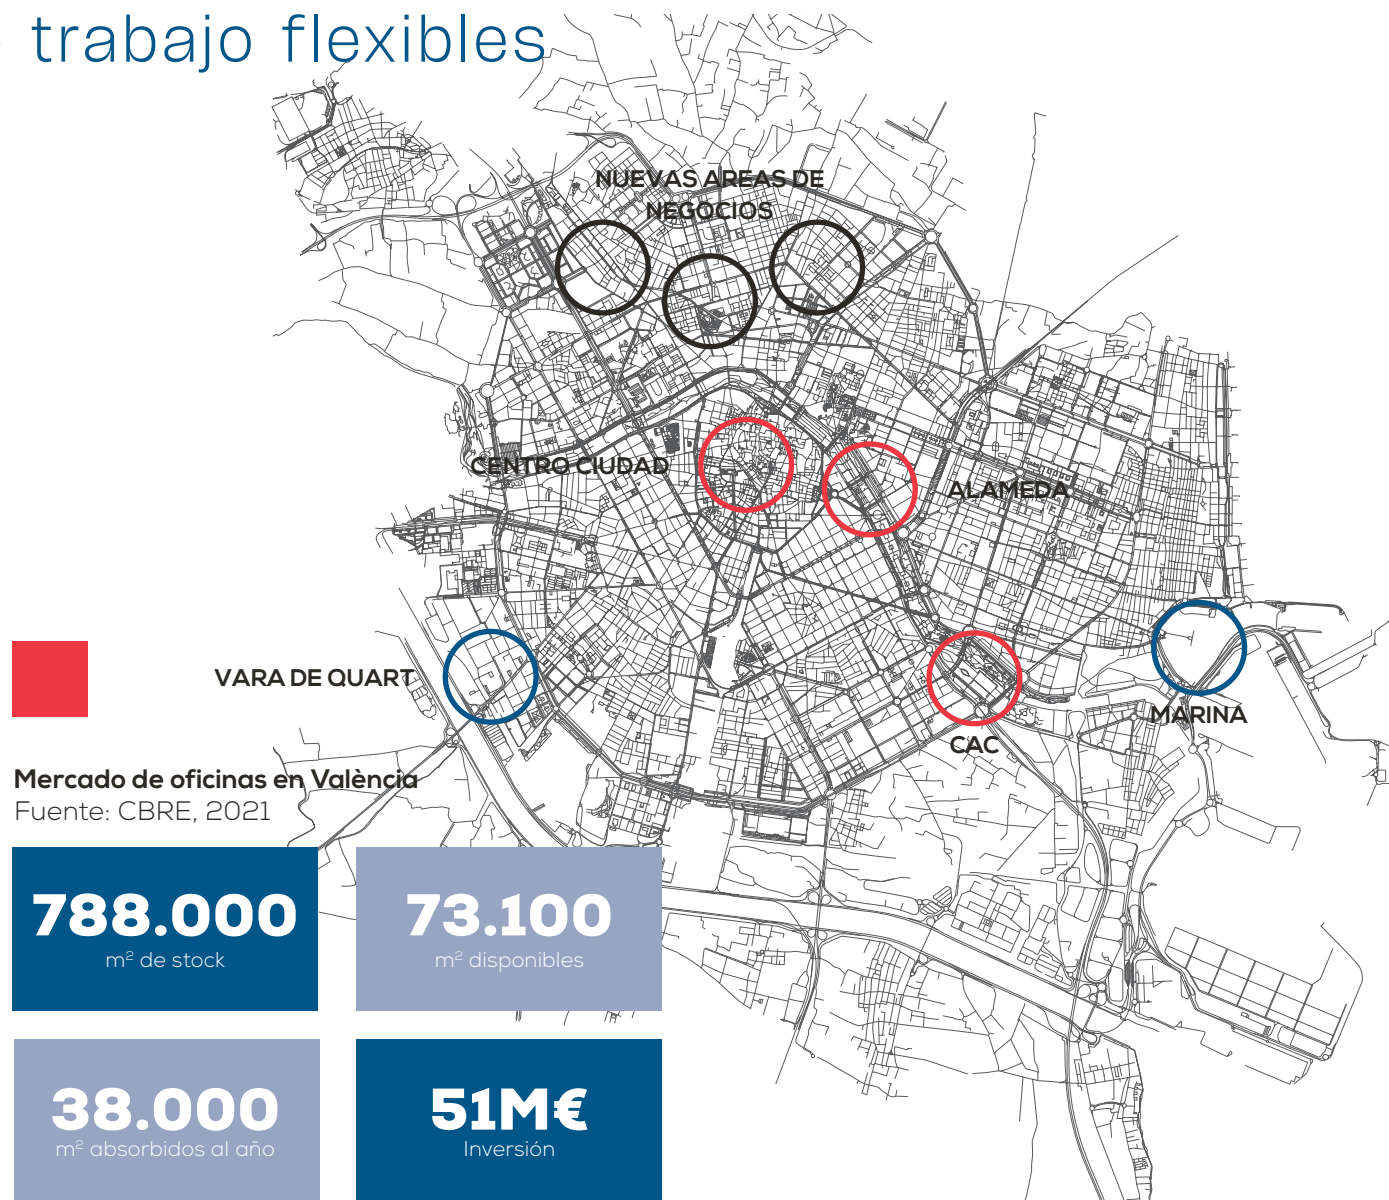 trabajo flexibles
NUEVAS AREAS DE
NEGOCIOS
CENTRO CIUDAD
ALAMEDA
VARA DE QUART
MARINA
CAC
Mercado de oficinas en València
Fuente: CBRE, 2021
788.000
m² de stock
73.100
m² disponibles
38.000
m² absorbidos al año
51M€
Inversión